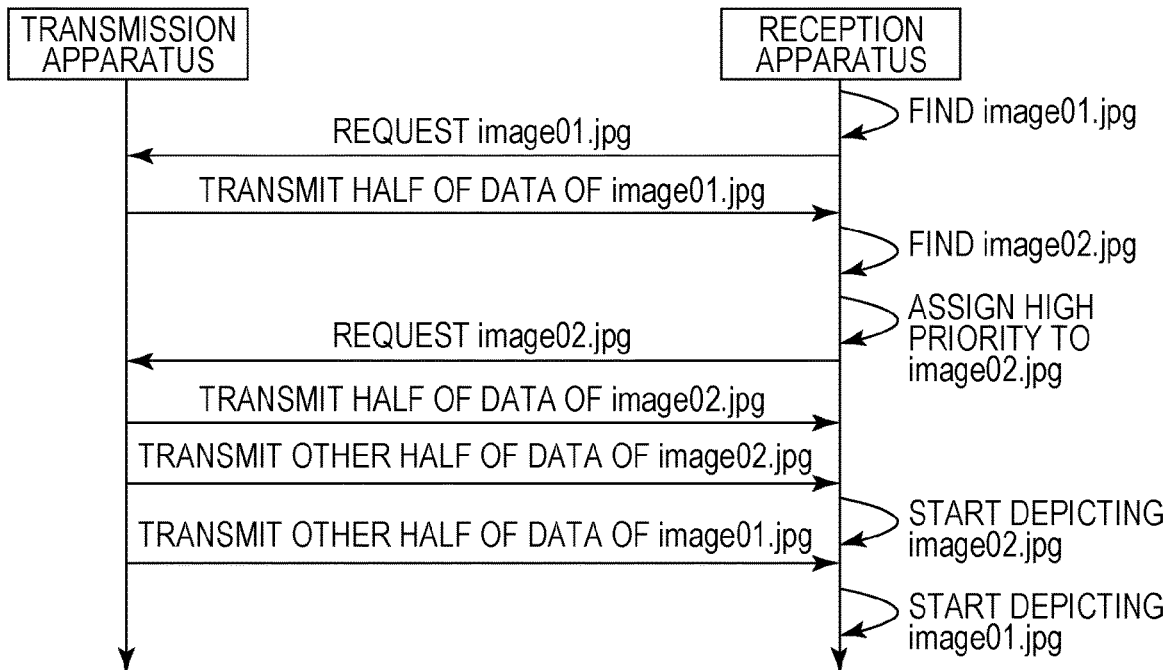 TRANSMISSION
APPARATUS
RECEPTION
APPARATUS
FIND image01.jpg
REQUEST image01.jpg
TRANSMIT HALF OF DATA OF image01.jpg
FIND image02.jpg
ASSIGN HIGH
PRIORITY TO
image02.jpg
REQUEST image02.jpg
TRANSMIT HALF OF DATA OF image02.jpg
TRANSMIT OTHER HALF OF DATA OF image02.jpg
START DEPICTING
image02.jpg
TRANSMIT OTHER HALF OF DATA OF image01.jpg
START DEPICTING
image01.jpg